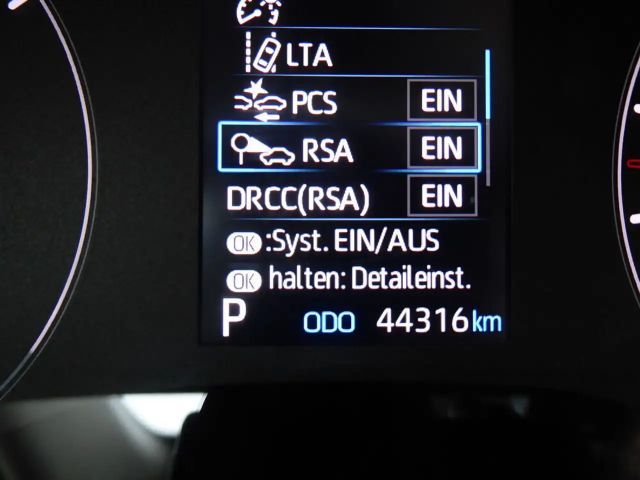 LTA
PCS EIN
RSA EIN
DRCC(RSA) EIN
OK :Syst. EIN/AUS
OK halten: Detaileinst.
P ODO 44316 km